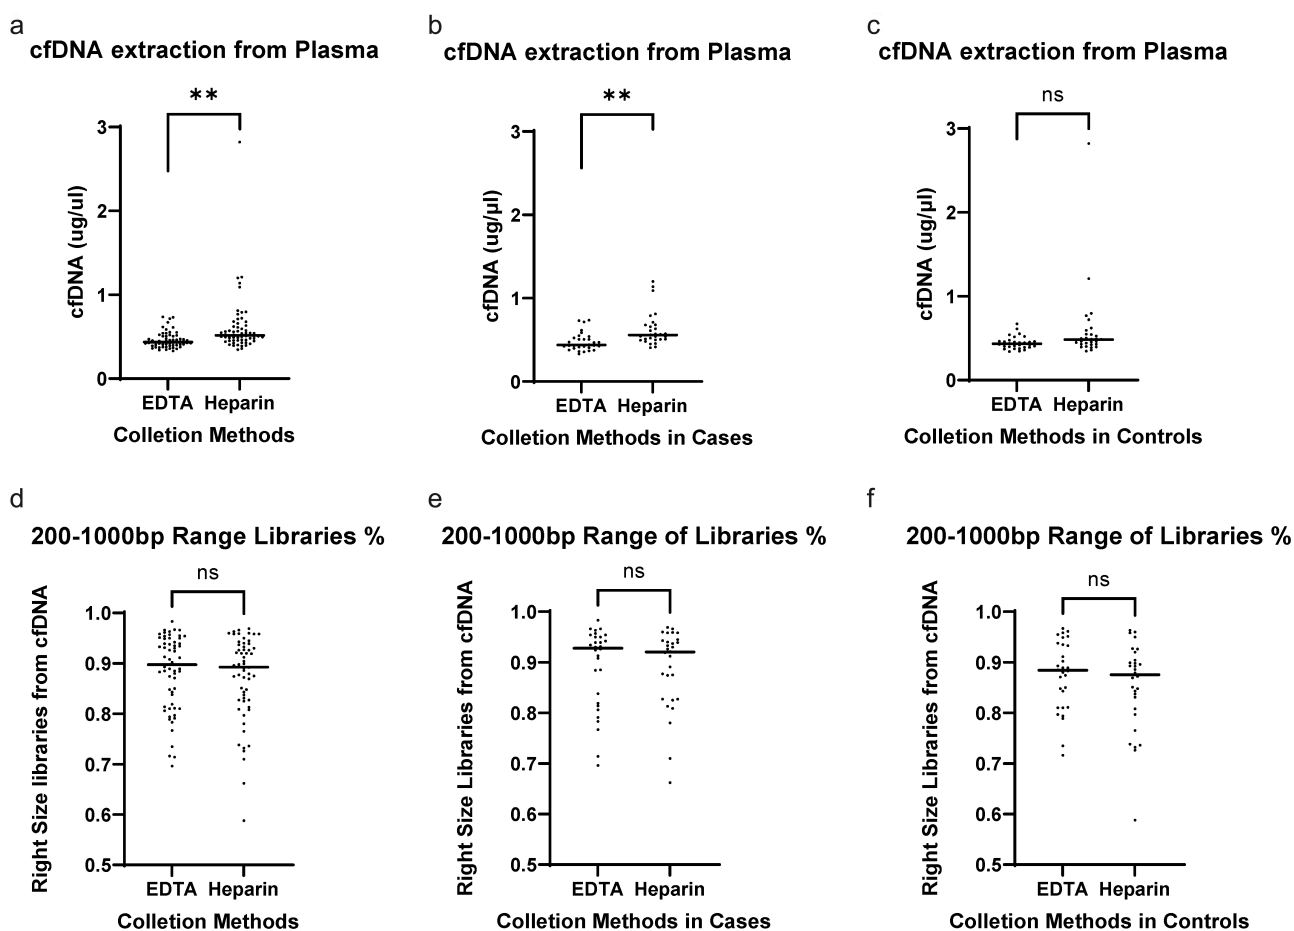 a
cfDNA extraction from Plasma
**
3
2
1
0
cfDNA (ug/ul)
EDTA Heparin
Colletion Methods
b
cfDNA extraction from Plasma
**
3
2
1
0
cfDNA (ug/µl)
EDTA Heparin
Colletion Methods in Cases
c
cfDNA extraction from Plasma
ns
3
2
1
0
cfDNA (ug/µl)
EDTA Heparin
Colletion Methods in Controls
d
200-1000bp Range Libraries %
ns
1.0
0.9
0.8
0.7
0.6
0.5
Right Size libraries from cfDNA
EDTA Heparin
Colletion Methods
e
200-1000bp Range of Libraries %
ns
1.0
0.9
0.8
0.7
0.6
0.5
Right Size Libraries from cfDNA
EDTA Heparin
Colletion Methods in Cases
f
200-1000bp Range of Libraries %
ns
1.0
0.9
0.8
0.7
0.6
0.5
Right Size Libraries from cfDNA
EDTA Heparin
Colletion Methods in Controls